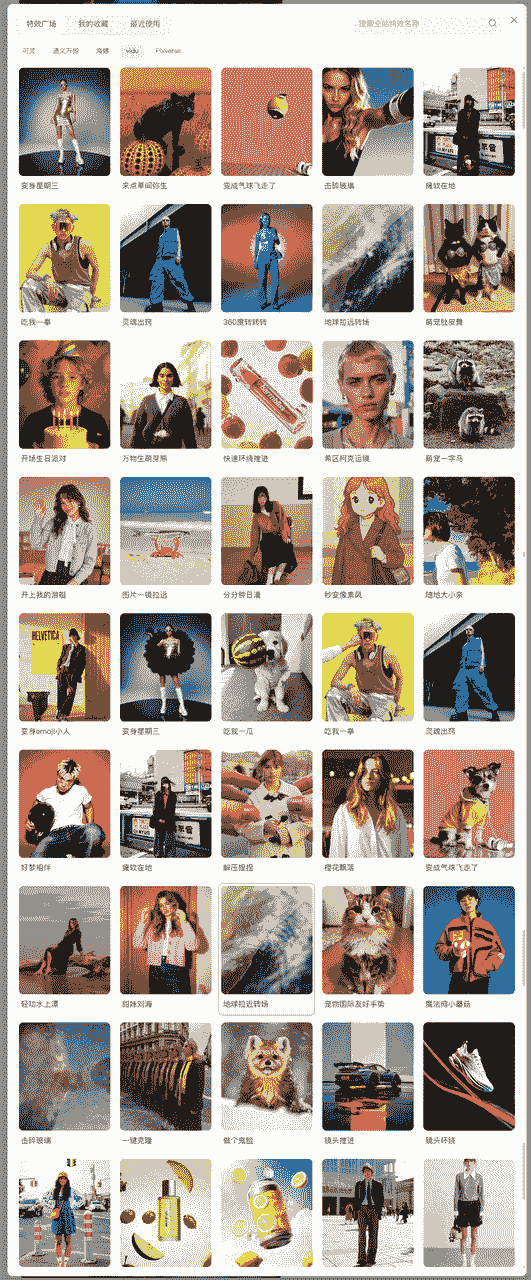 特效广场 我的收藏 最近使用 搜索全站特效名称
可灵 通义万相 海螺 vidu Pixverse
变身星期三 来点草间弥生 变成气球飞走了 击碎玻璃 瘫软在地
吃我一拳 灵魂出窍 360度转转转 地球拉远转场 萌宠肚皮舞
开场生日派对 万物生萌芽熊 快速环绕推进 希区柯克运镜 萌宠一字马
开上我的游艇 图片一镜拉远 分分钟日漫 秒变像素风 随地大小泉
HELVETICA
变身emoji小人 变身星期三 吃我一瓜 吃我一拳 灵魂出窍
好梦相伴 瘫软在地 解压捏捏 樱花飘落 变成气球飞走了
轻功水上漂 甜妹刘海 地球拉近转场 宠物国际友好手势 魔法缩小蘑菇
击碎玻璃 一键克隆 做个鬼脸 镜头推进 镜头环绕